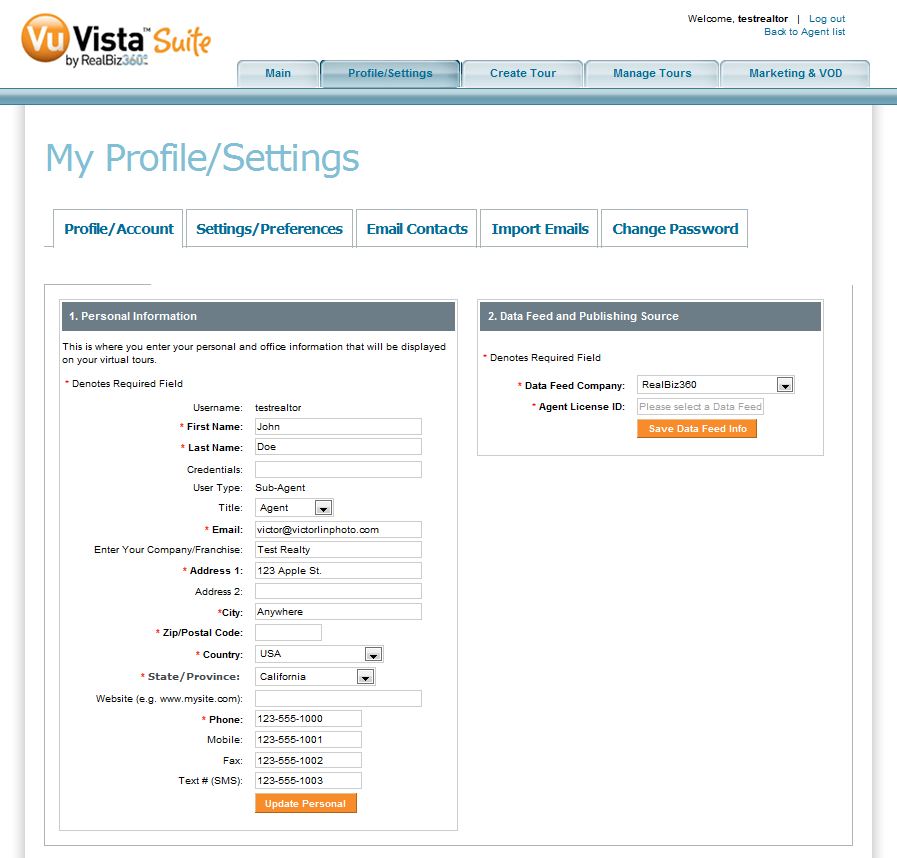 Welcome, testrealtor | Log out
Back to Agent list
Vu Vista™ Suite
by RealBiz360
Main Profile/Settings Create Tour Manage Tours Marketing & VOD
My Profile/Settings
Profile/Account Settings/Preferences Email Contacts Import Emails Change Password
1. Personal Information
This is where you enter your personal and office information that will be displayed
on your virtual tours.
* Denotes Required Field
Username: testrealtor
* First Name: John
* Last Name: Doe
Credentials:
User Type: Sub-Agent
Title: Agent
* Email: victor@victorlinphoto.com
Enter Your Company/Franchise: Test Realty
* Address 1: 123 Apple St.
Address 2:
*City: Anywhere
* Zip/Postal Code:
* Country: USA
* State/Province: California
Website (e.g. www.mysite.com):
* Phone: 123-555-1000
Mobile: 123-555-1001
Fax: 123-555-1002
Text # (SMS): 123-555-1003
Update Personal
2. Data Feed and Publishing Source
* Denotes Required Field
* Data Feed Company: RealBiz360
* Agent License ID: Please select a Data Feed
Save Data Feed Info